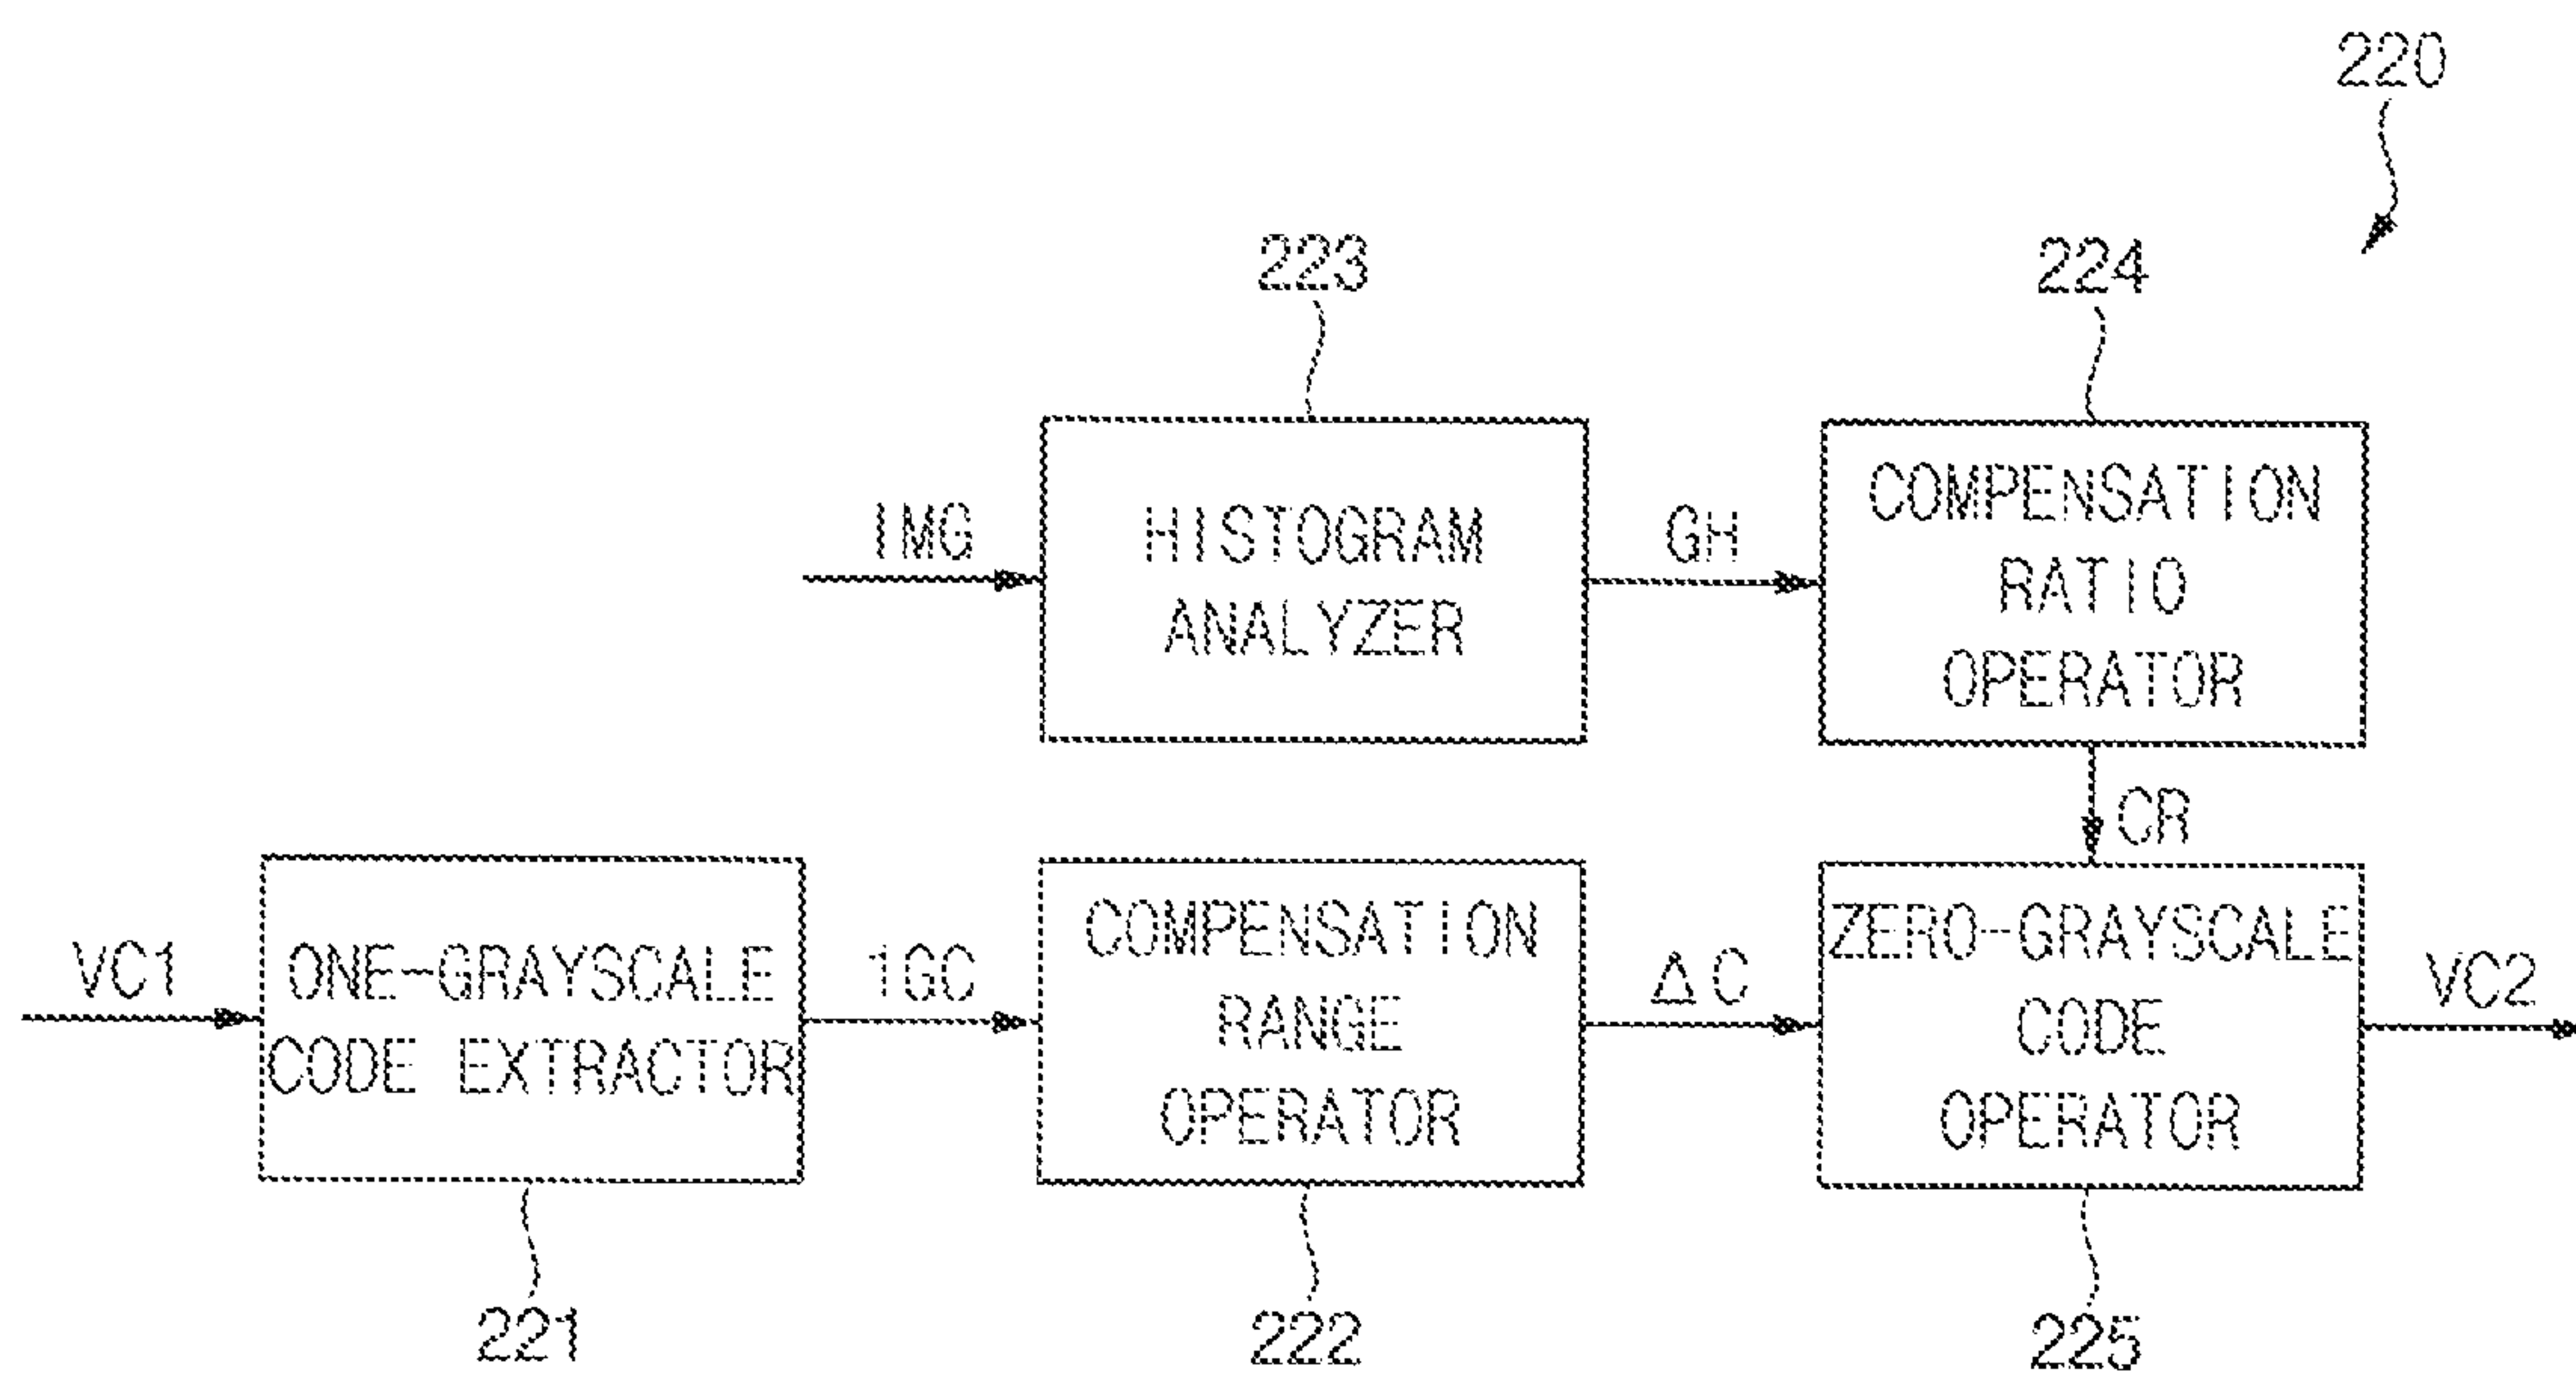 220
223
224
IMG
HISTOGRAM
ANALYZER
GH
COMPENSATION
RATIO
OPERATOR
CR
VC1
ONE-GRAYSCALE
CODE EXTRACTOR
1GC
COMPENSATION
RANGE
OPERATOR
ΔC
ZERO-GRAYSCALE
CODE
OPERATOR
VC2
221
222
225